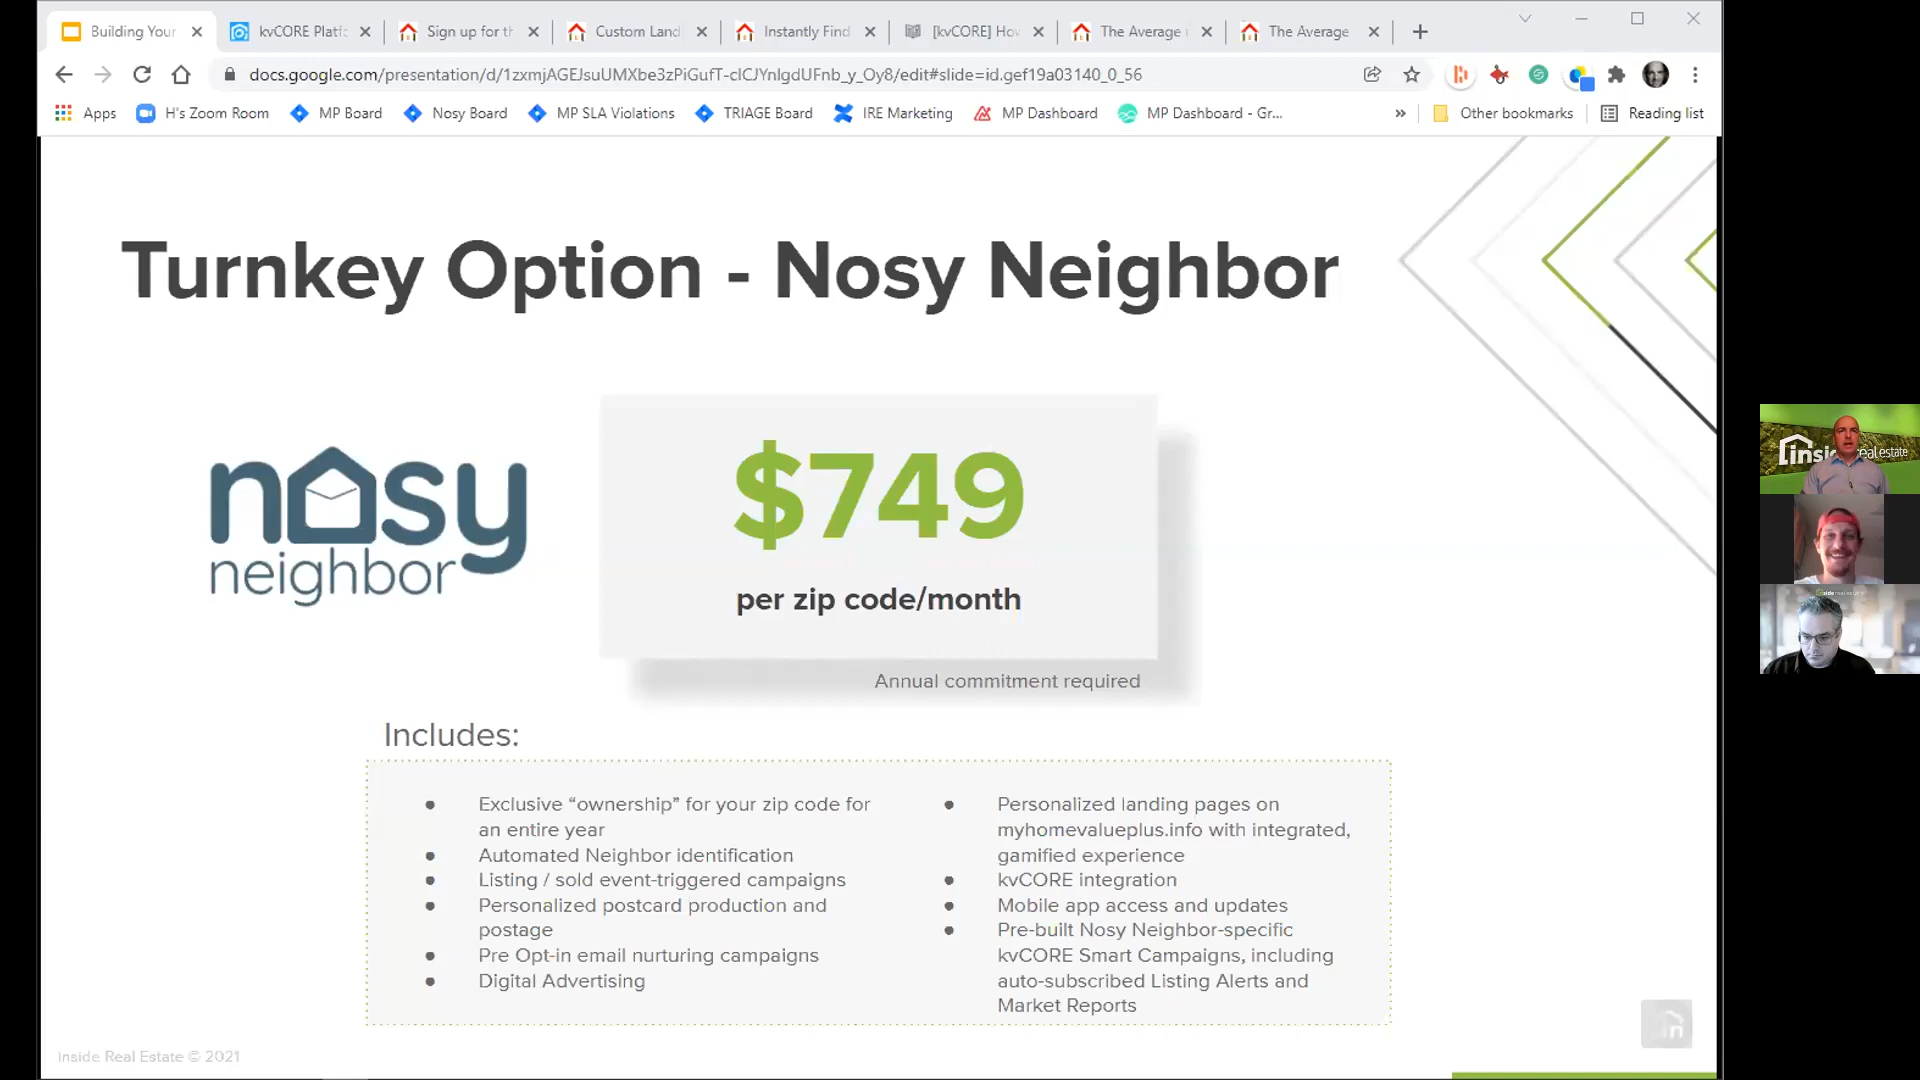 Building Your
kvCORE Platf
Sign up for th
Custom Land
Instantly Find
[kvCORE] How
The Average
The Average
docs.google.com/presentation/d/1zxmjAGEJsuUMXbe3zPiGufT-cICJYnlgdUFnb_y_Oy8/edit#slide=id.gef19a03140_0_56
Apps
H's Zoom Room
MP Board
Nosy Board
MP SLA Violations
TRIAGE Board
IRE Marketing
MP Dashboard
MP Dashboard - Gr...
»
Other bookmarks
Reading list
Turnkey Option - Nosy Neighbor
nosy
neighbor
$749
per zip code/month
Annual commitment required
Includes:
● Exclusive “ownership” for your zip code for
an entire year
● Automated Neighbor identification
● Listing / sold event-triggered campaigns
● Personalized postcard production and
postage
● Pre Opt-in email nurturing campaigns
● Digital Advertising
● Personalized landing pages on
myhomevalueplus.info with integrated,
gamified experience
● kvCORE integration
● Mobile app access and updates
● Pre-built Nosy Neighbor-specific
kvCORE Smart Campaigns, including
auto-subscribed Listing Alerts and
Market Reports
Inside Real Estate © 2021
in